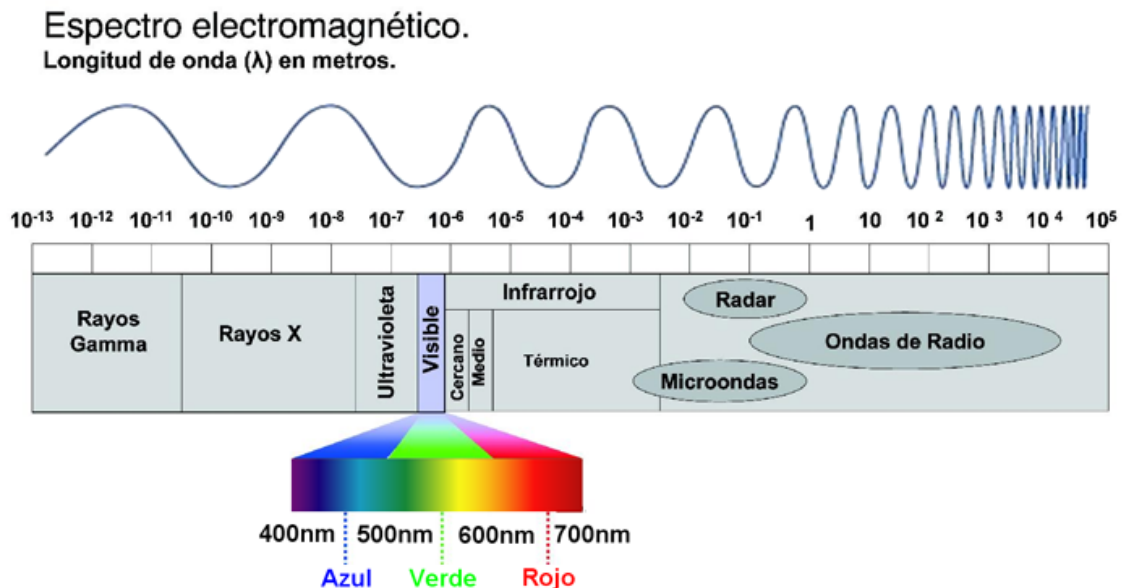 Espectro electromagnético.
Longitud de onda (λ) en metros.
10-13 10-12 10-11 10-10 10-9 10-8 10-7 10-6 10-5 10-4 10-3 10-2 10-1 1 10 10 2 10 3 10 4 10 5
Rayos
Gamma
Rayos X
Ultravioleta
Visible
Infrarrojo
Cercano
Medio
Térmico
Radar
Ondas de Radio
Microondas
400nm 500nm 600nm 700nm
Azul Verde Rojo